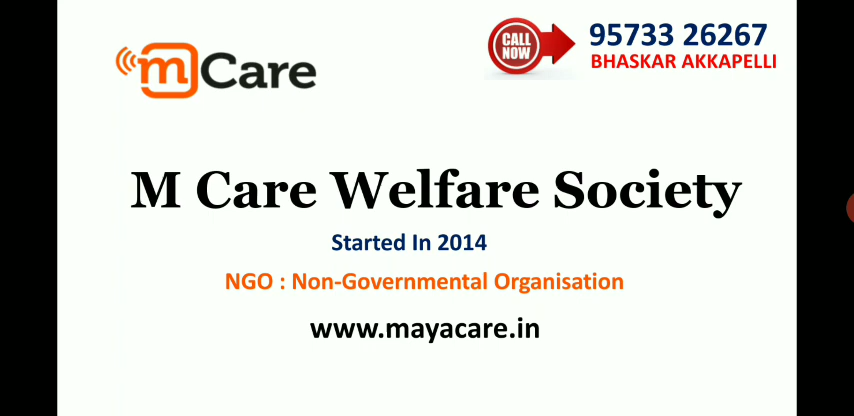 mCare
CALL NOW
95733 26267
BHASKAR AKKAPELLI
M Care Welfare Society
Started In 2014
NGO : Non-Governmental Organisation
www.mayacare.in